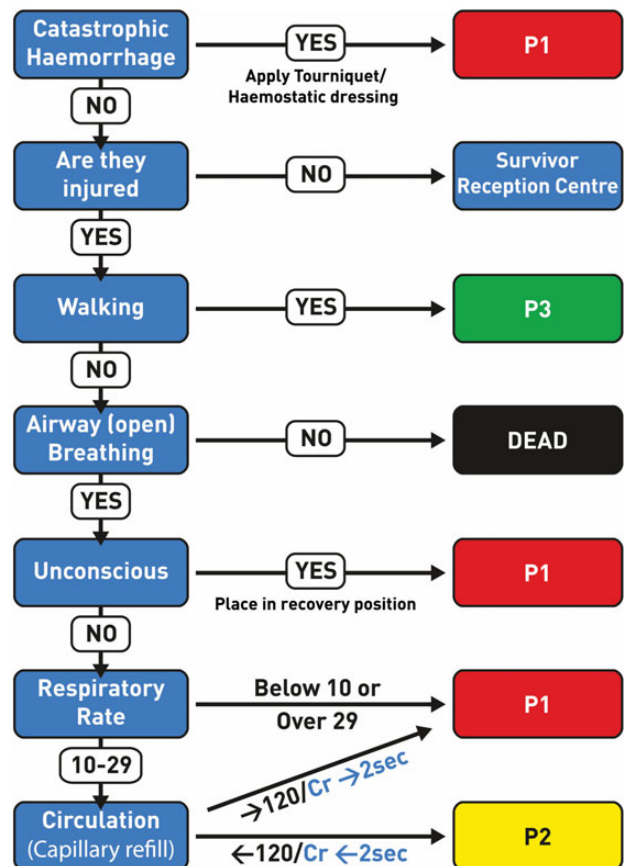 Catastrophic
Haemorrhage
YES
P1
Apply Tourniquet/
Haemostatic dressing
NO
Are they
injured
NO
Survivor
Reception Centre
YES
Walking
YES
P3
NO
Airway (open)
Breathing
NO
DEAD
YES
Unconscious
YES
P1
Place in recovery position
NO
Respiratory
Rate
Below 10 or
Over 29
P1
10-29
→120/Cr →2sec
Circulation
(Capillary refill)
←120/Cr ←2sec
P2